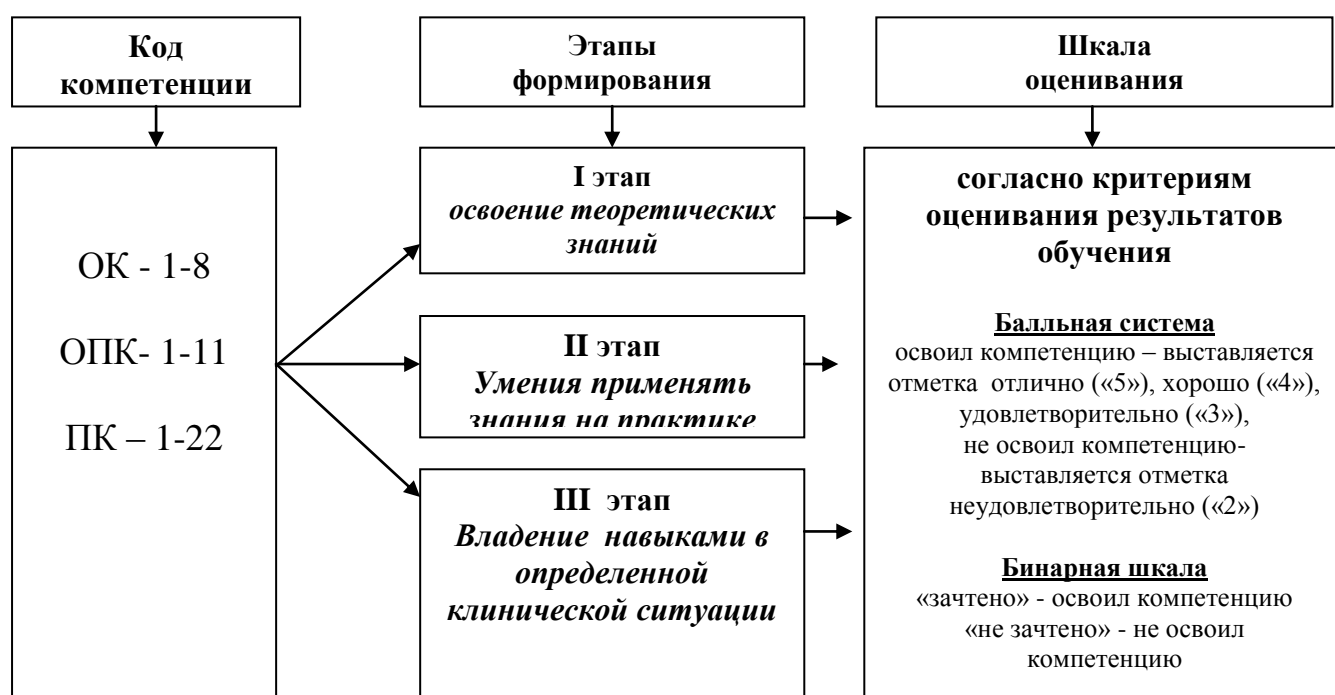 Код
компетенции
Этапы
формирования
Шкала
оценивания
ОК - 1-8
ОПК- 1-11
ПК – 1-22
I этап
освоение теоретических
знаний
II этап
Умения применять
знания на практике
III этап
Владение навыками в
определенной
клинической ситуации
согласно критериям
оценивания результатов
обучения
Балльная система
освоил компетенцию – выставляется
отметка отлично («5»), хорошо («4»),
удовлетворительно («3»),
не освоил компетенцию-
выставляется отметка
неудовлетворительно («2»)
Бинарная шкала
«зачтено» - освоил компетенцию
«не зачтено» - не освоил
компетенцию